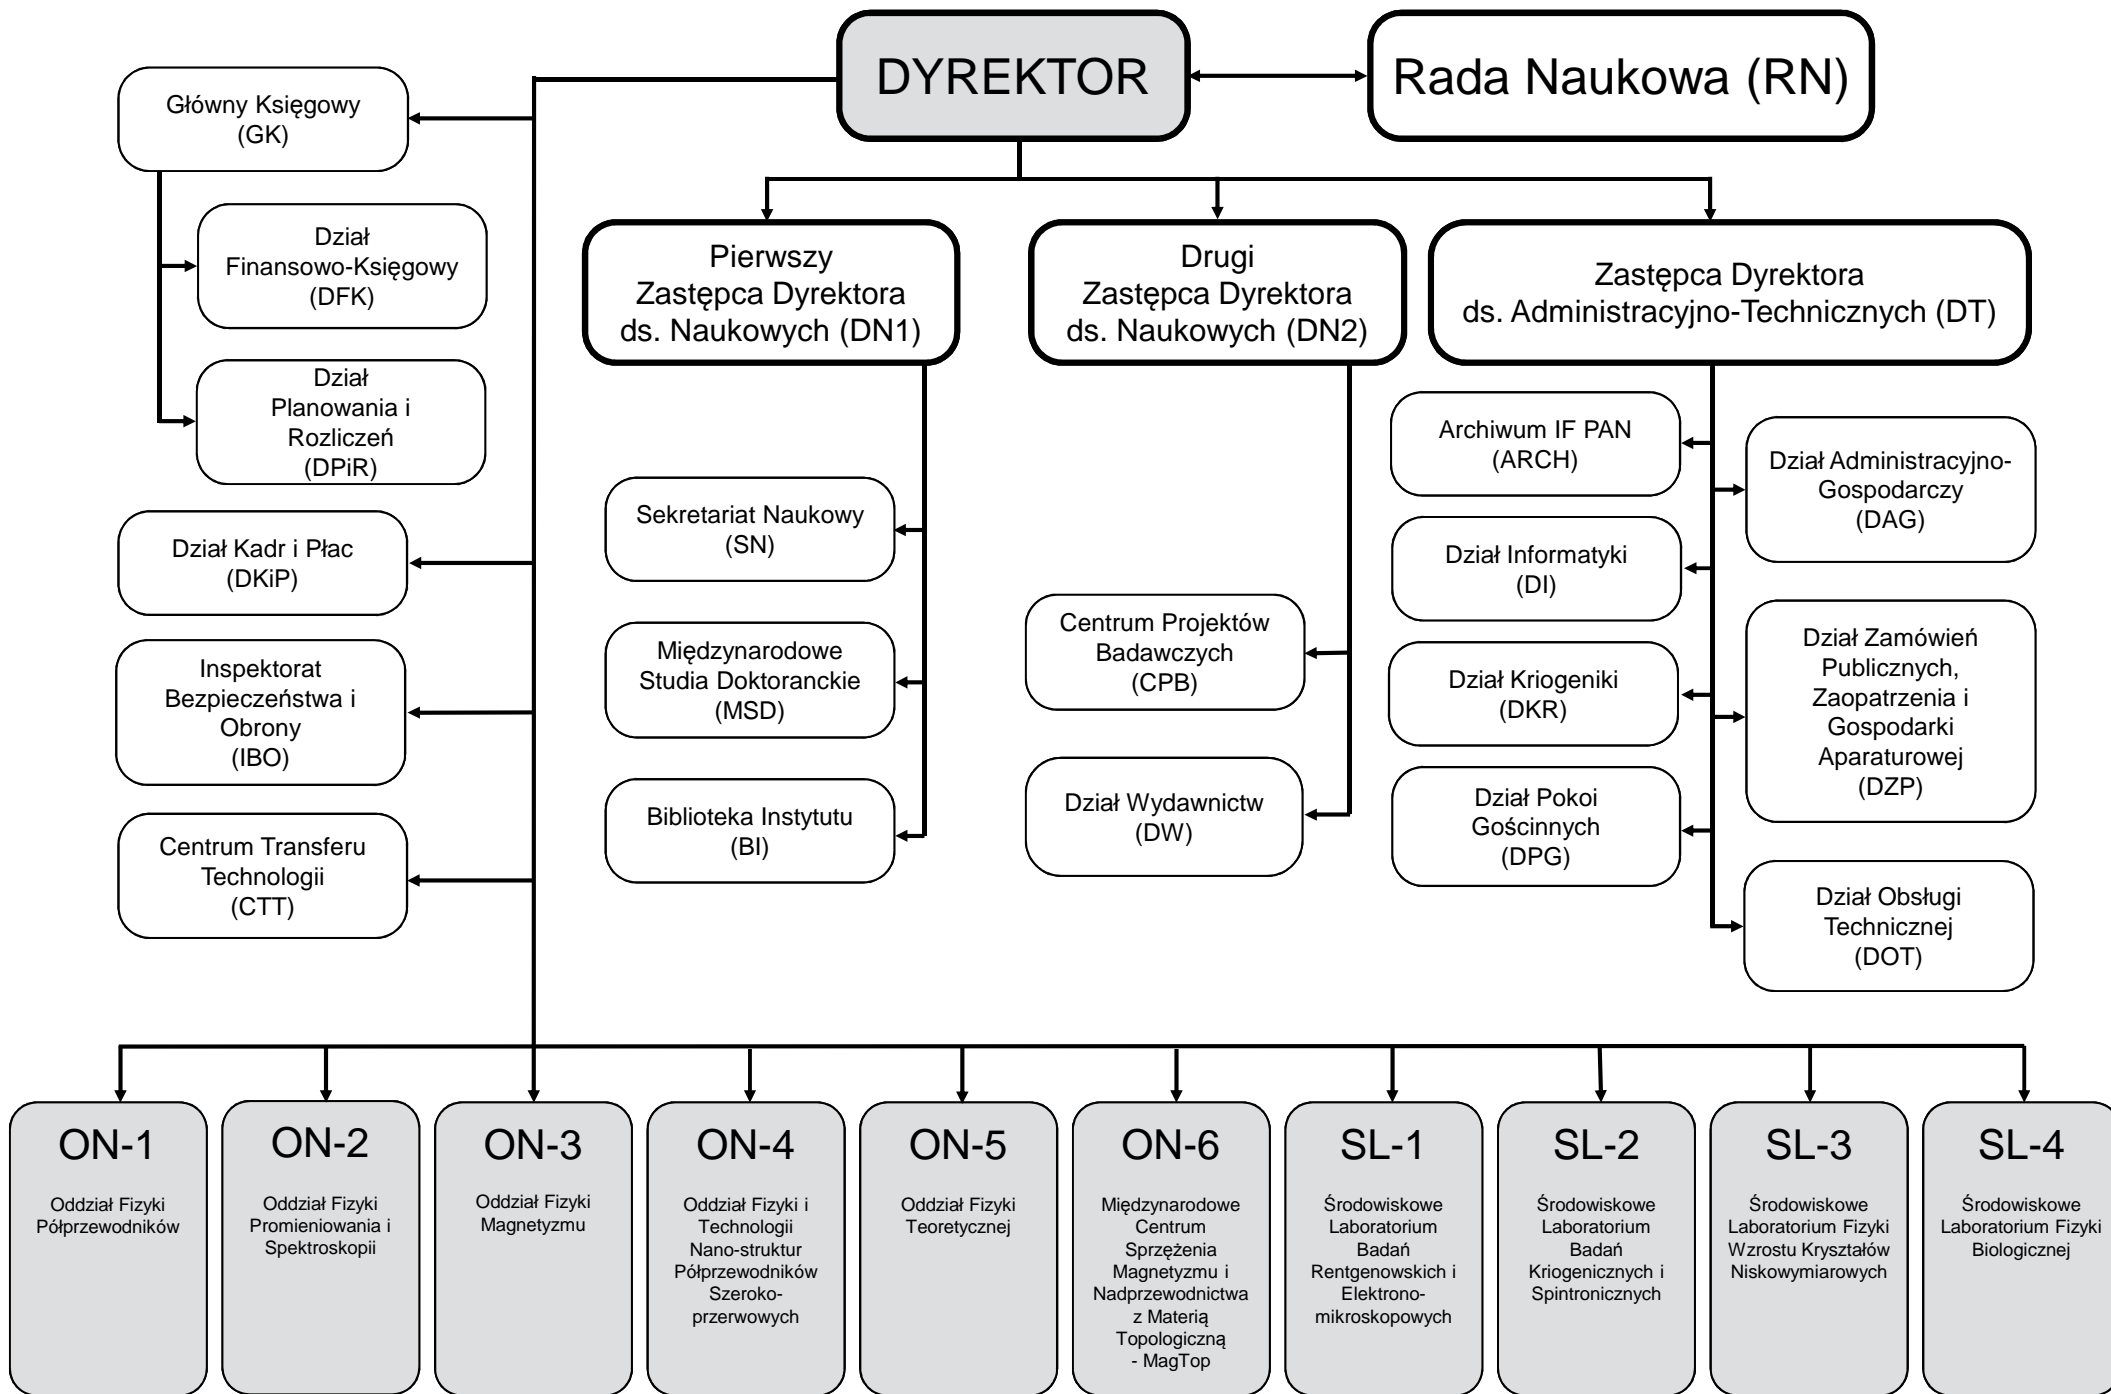 DYREKTOR
Rada Naukowa (RN)
Główny Księgowy
(GK)
Dział
Finansowo-Księgowy
(DFK)
Dział
Planowania i
Rozliczeń
(DPiR)
Dział Kadr i Płac
(DKiP)
Inspektorat
Bezpieczeństwa i
Obrony
(IBO)
Centrum Transferu
Technologii
(CTT)
Pierwszy
Zastępca Dyrektora
ds. Naukowych (DN1)
Sekretariat Naukowy
(SN)
Międzynarodowe
Studia Doktoranckie
(MSD)
Biblioteka Instytutu
(BI)
Drugi
Zastępca Dyrektora
ds. Naukowych (DN2)
Centrum Projektów
Badawczych
(CPB)
Dział Wydawnictw
(DW)
Zastępca Dyrektora
ds. Administracyjno-Technicznych (DT)
Archiwum IF PAN
(ARCH)
Dział Informatyki
(DI)
Dział Kriogeniki
(DKR)
Dział Pokoi
Gościnnych
(DPG)
Dział Administracyjno-
Gospodarczy
(DAG)
Dział Zamówień
Publicznych,
Zaopatrzenia i
Gospodarki
Aparaturowej
(DZP)
Dział Obsługi
Technicznej
(DOT)
ON-1
Oddział Fizyki
Półprzewodników
ON-2
Oddział Fizyki
Promieniowania i
Spektroskopii
ON-3
Oddział Fizyki
Magnetyzmu
ON-4
Oddział Fizyki i
Technologii
Nano-struktur
Półprzewodników
Szeroko-
przerwowych
ON-5
Oddział Fizyki
Teoretycznej
ON-6
Międzynarodowe
Centrum
Sprzężenia
Magnetyzmu i
Nadprzewodnictwa
z Materią
Topologiczną
- MagTop
SL-1
Środowiskowe
Laboratorium
Badań
Rentgenowskich i
Elektrono-
mikroskopowych
SL-2
Środowiskowe
Laboratorium
Badań
Kriogenicznych i
Spintronicznych
SL-3
Środowiskowe
Laboratorium Fizyki
Wzrostu Kryształów
Niskowymiarowych
SL-4
Środowiskowe
Laboratorium Fizyki
Biologicznej